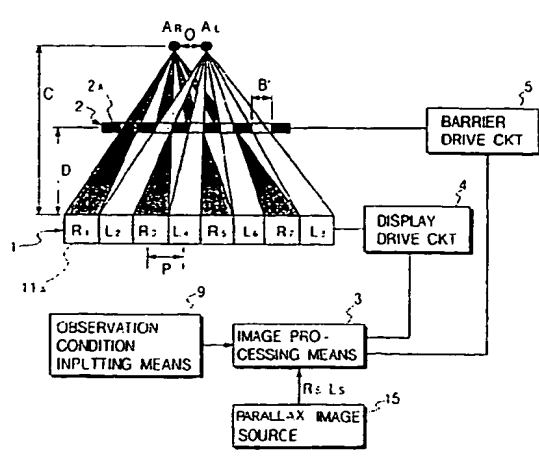 AR O AL
C
2A
2
B'
5
BARRIER
DRIVE CKT
D
4
DISPLAY
DRIVE CKT
1
R1 L2 R3 L4 R5 L6 R7
P
11a
9
OBSERVATION
CONDITION
INPUTTING MEANS
3
IMAGE PRO-
CESSING MEANS
RS LS
15
PARALLAX IMAGE
SOURCE